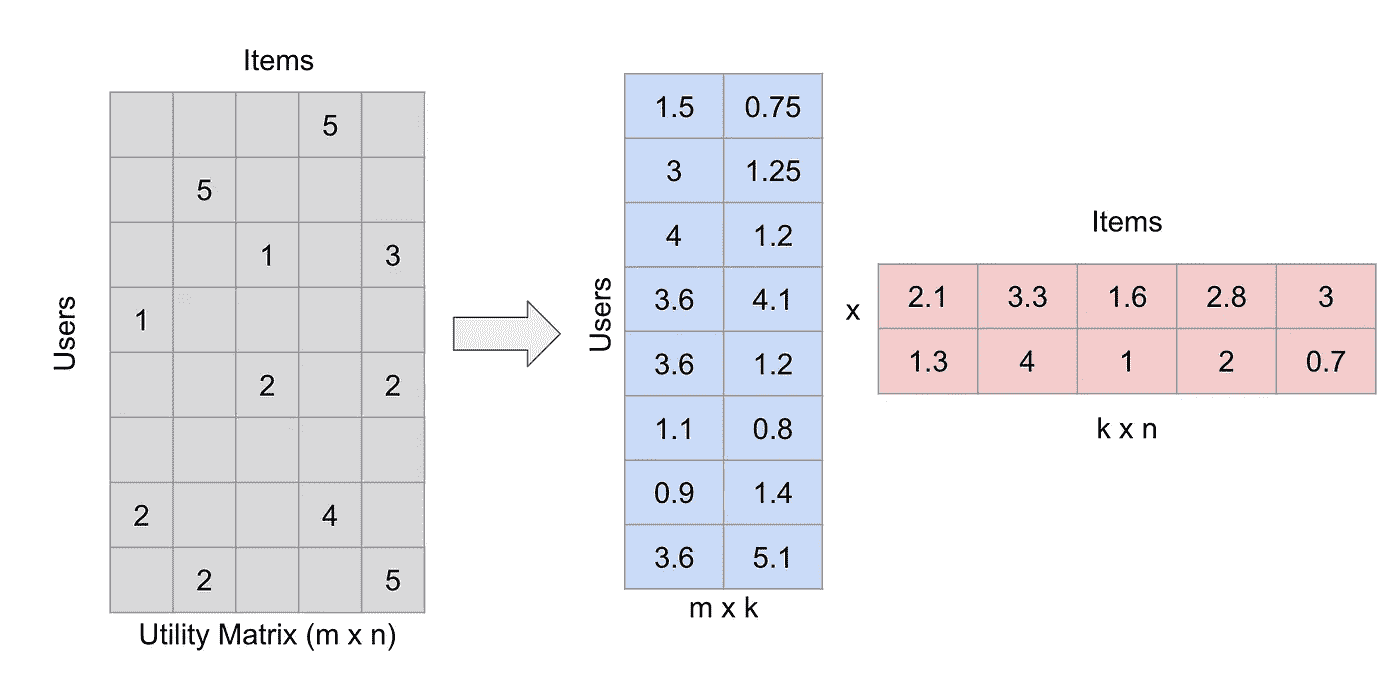 Items
5
5
1 3
1
2 2
2 4
2 5
Users
Utility Matrix (m x n)
1.5 0.75
3 1.25
4 1.2
3.6 4.1
3.6 1.2
1.1 0.8
0.9 1.4
3.6 5.1
Users
m x k
x
Items
2.1 3.3 1.6 2.8 3
1.3 4 1 2 0.7
k x n